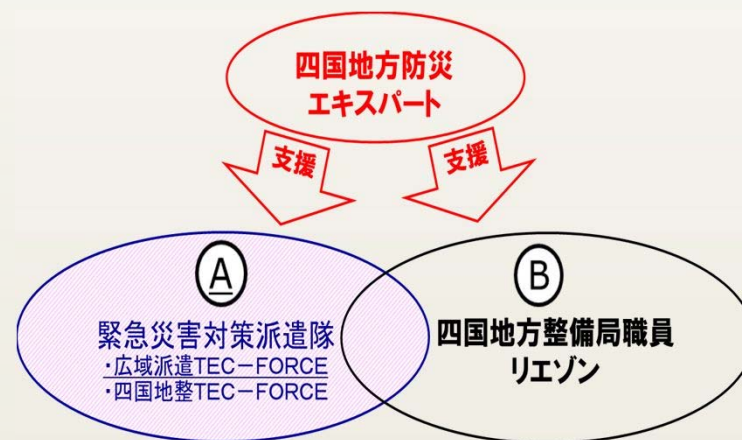 四国地方防災
エキスパート
支援
支援
A
緊急災害対策派遣隊
・広域派遣TEC－FORCE
・四国地整TEC－FORCE
B
四国地方整備局職員
リエゾン